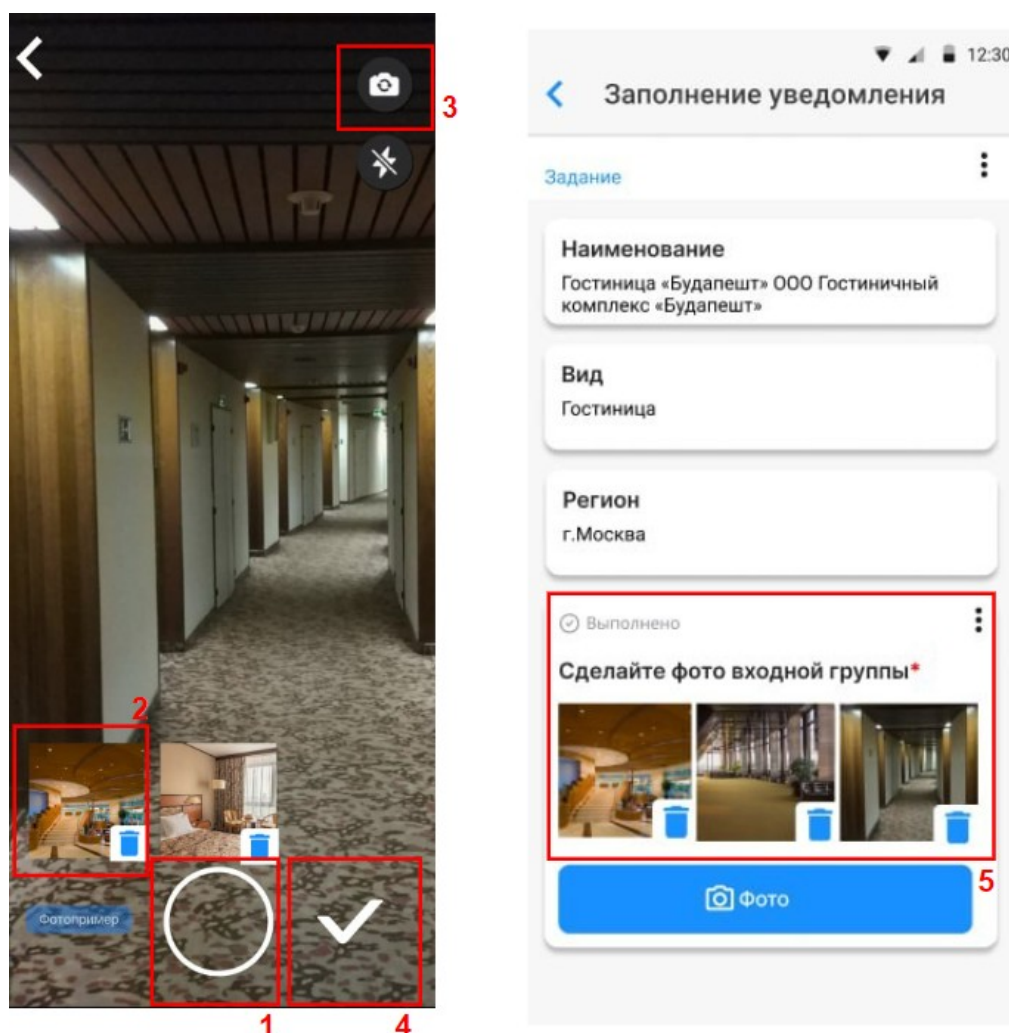 3
2
Фотопример
1
4
12:30
Заполнение уведомления
Задание
Наименование
Гостиница «Будапешт» ООО Гостиничный
комплекс «Будапешт»
Вид
Гостиница
Регион
г.Москва
Выполнено
Сделайте фото входной группы*
5
Фото